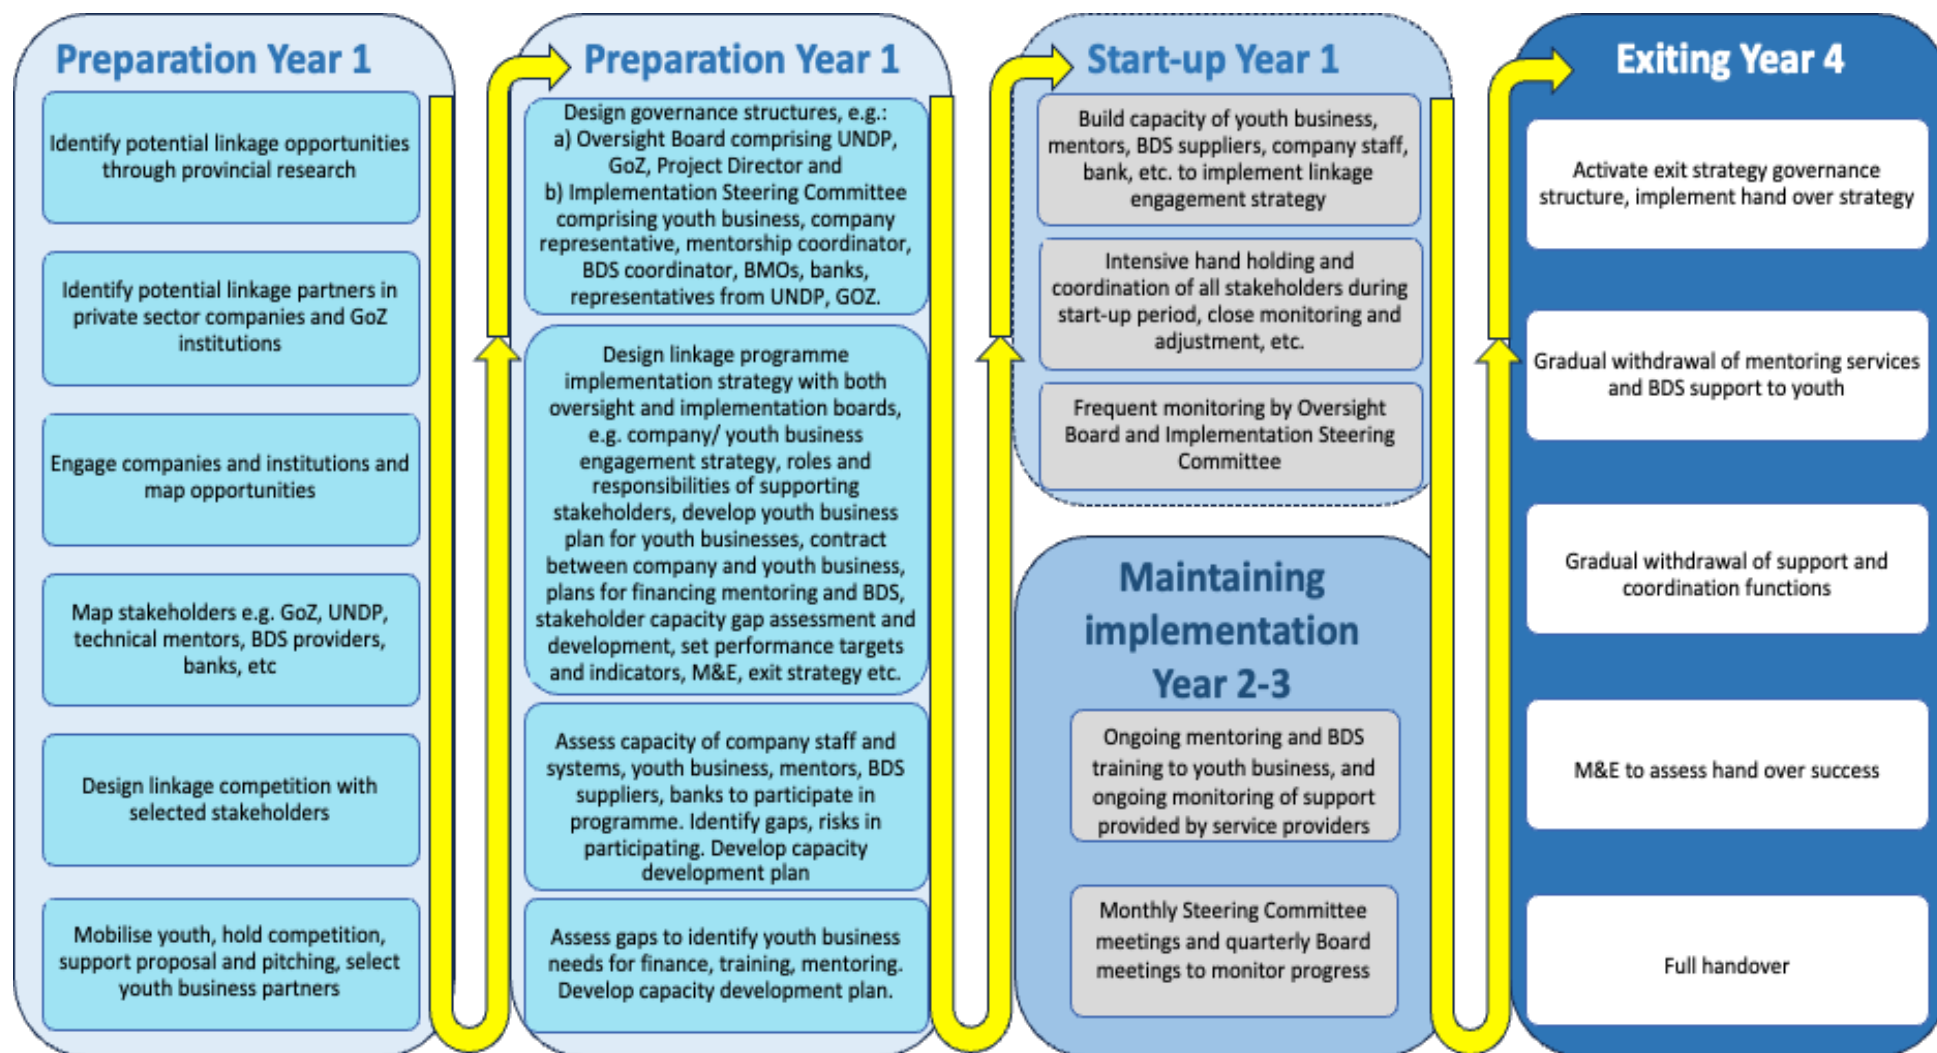 Preparation Year 1
Identify potential linkage opportunities
through provincial research
Identify potential linkage partners in
private sector companies and GoZ
institutions
Engage companies and institutions and
map opportunities
Map stakeholders e.g. GoZ, UNDP,
technical mentors, BDS providers,
banks, etc
Design linkage competition with
selected stakeholders
Mobilise youth, hold competition,
support proposal and pitching, select
youth business partners
Preparation Year 1
Design governance structures, e.g.:
a) Oversight Board comprising UNDP,
GoZ, Project Director and
b) Implementation Steering Committee
comprising youth business, company
representative, mentorship coordinator,
BDS coordinator, BMOs, banks,
representatives from UNDP, GOZ.
Design linkage programme
implementation strategy with both
oversight and implementation boards,
e.g. company/ youth business
engagement strategy, roles and
responsibilities of supporting
stakeholders, develop youth business
plan for youth businesses, contract
between company and youth business,
plans for financing mentoring and BDS,
stakeholder capacity gap assessment and
development, set performance targets
and indicators, M&E, exit strategy etc.
Assess capacity of company staff and
systems, youth business, mentors, BDS
suppliers, banks to participate in
programme. Identify gaps, risks in
participating. Develop capacity
development plan
Assess gaps to identify youth business
needs for finance, training, mentoring.
Develop capacity development plan.
Start-up Year 1
Build capacity of youth business,
mentors, BDS suppliers, company staff,
bank, etc. to implement linkage
engagement strategy
Intensive hand holding and
coordination of all stakeholders during
start-up period, close monitoring and
adjustment, etc.
Frequent monitoring by Oversight
Board and Implementation Steering
Committee
Maintaining
implementation
Year 2-3
Ongoing mentoring and BDS
training to youth business, and
ongoing monitoring of support
provided by service providers
Monthly Steering Committee
meetings and quarterly Board
meetings to monitor progress
Exiting Year 4
Activate exit strategy governance
structure, implement hand over strategy
Gradual withdrawal of mentoring services
and BDS support to youth
Gradual withdrawal of support and
coordination functions
M&E to assess hand over success
Full handover